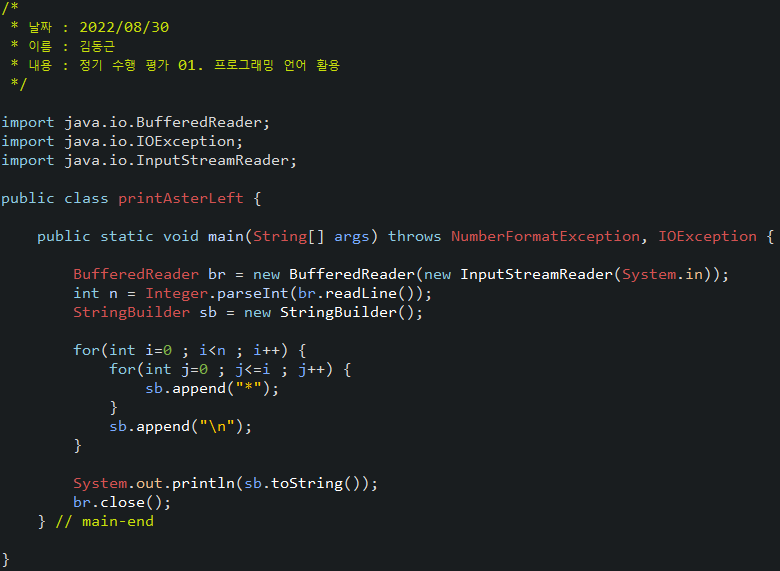 /*
 * 날짜 : 2022/08/30
 * 이름 : 김동근
 * 내용 : 정기 수행 평가 01. 프로그래밍 언어 활용
 */

import java.io.BufferedReader;
import java.io.IOException;
import java.io.InputStreamReader;

public class printAsterLeft {

    public static void main(String[] args) throws NumberFormatException, IOException {

        BufferedReader br = new BufferedReader(new InputStreamReader(System.in));
        int n = Integer.parseInt(br.readLine());
        StringBuilder sb = new StringBuilder();

        for(int i=0 ; i<n ; i++) {
            for(int j=0 ; j<=i ; j++) {
                sb.append("*");
            }
            sb.append("\n");
        }

        System.out.println(sb.toString());
        br.close();
    } // main-end

}